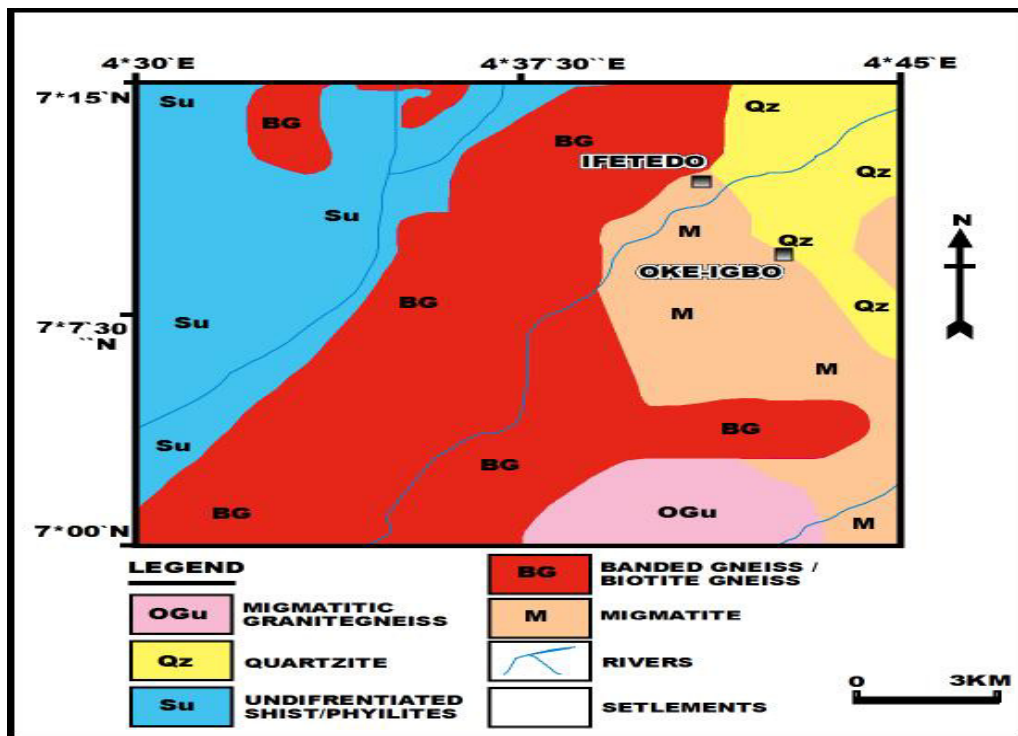 4*30`E
4*37`30``E
4*45`E
7*15`N
Su
BG
BG
Qz
IFETEDO
Qz
Su
M
Qz
N
OKE-IGBO
BG
Qz
M
7*7`30
``N
Su
M
BG
Su
BG
BG
OGu
M
7*00`N
LEGEND
OGu
MIGMATITIC
GRANITEGNEISS
Qz
QUARTZITE
Su
UNDIFRENTIATED
SHIST/PHYILITES
BG
BANDED GNEISS /
BIOTITE GNEISS
M
MIGMATITE
RIVERS
SETLEMENTS
0
3KM